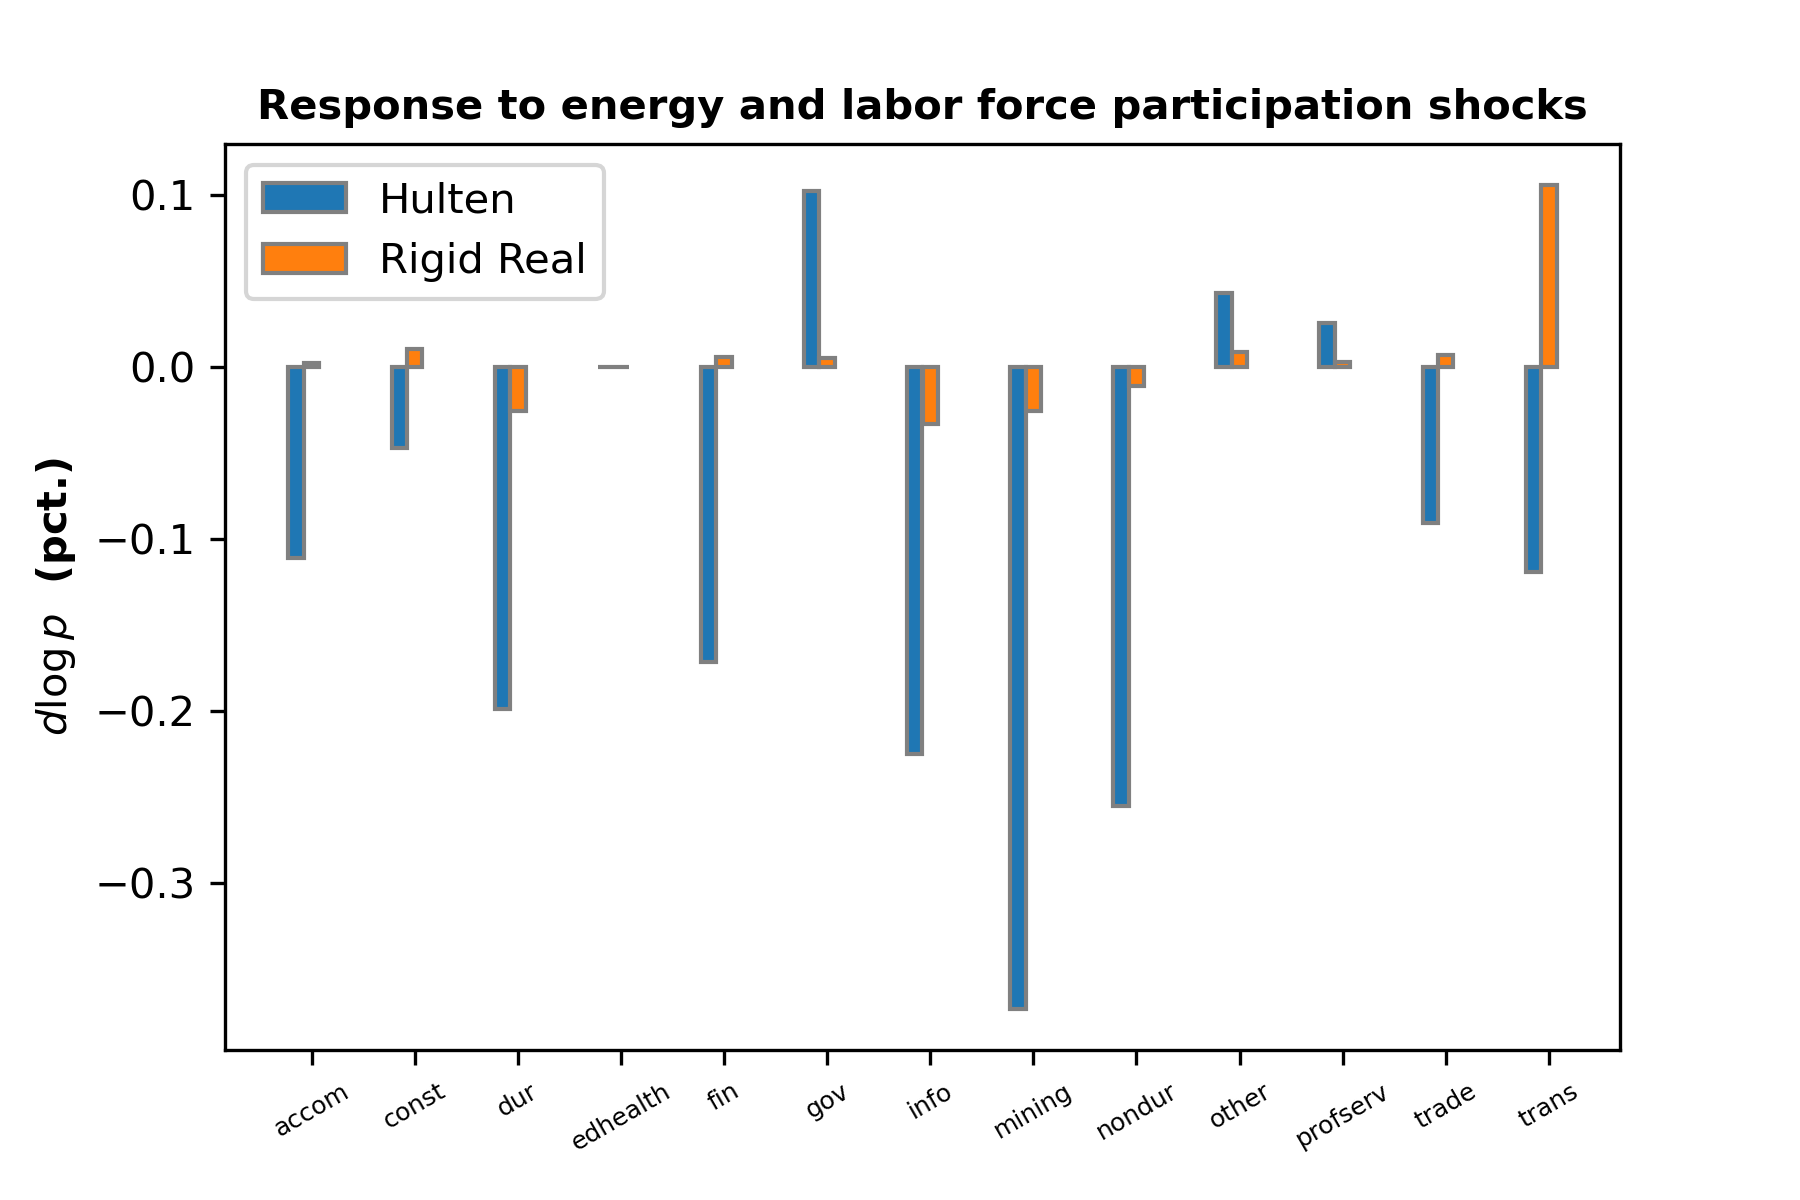 Response to energy and labor force participation shocks
Hulten
Rigid Real
0.1
0.0
−0.1
−0.2
−0.3
dlog p (pct.)
accom
const
dur
edhealth
fin
gov
info
mining
nondur
other
profserv
trade
trans